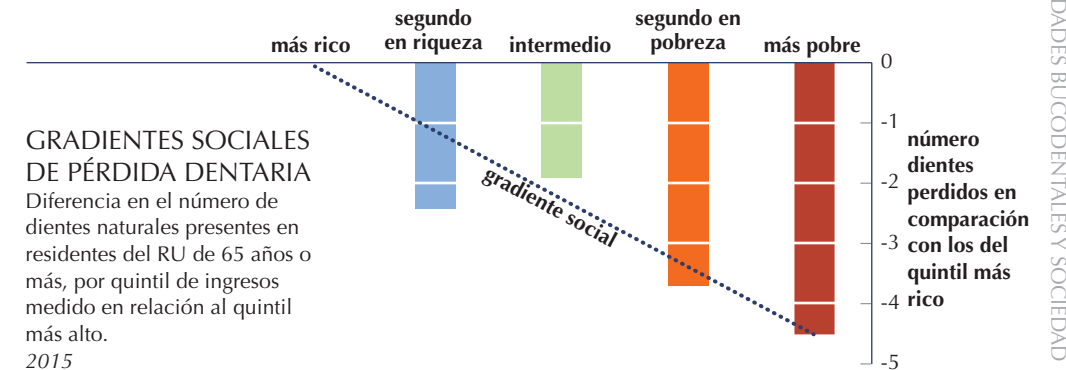 más rico
segundo
en riqueza
intermedio
segundo en
pobreza
más pobre
GRADIENTES SOCIALES
DE PÉRDIDA DENTARIA
Diferencia en el número de
dientes naturales presentes en
residentes del RU de 65 años o
más, por quintil de ingresos
medido en relación al quintil
más alto.
2015
gradiente social
0
-1
-2
-3
-4
-5
número
dientes
perdidos en
comparación
con los del
quintil más
rico
DADES BUCODENTALES Y SOCIEDAD